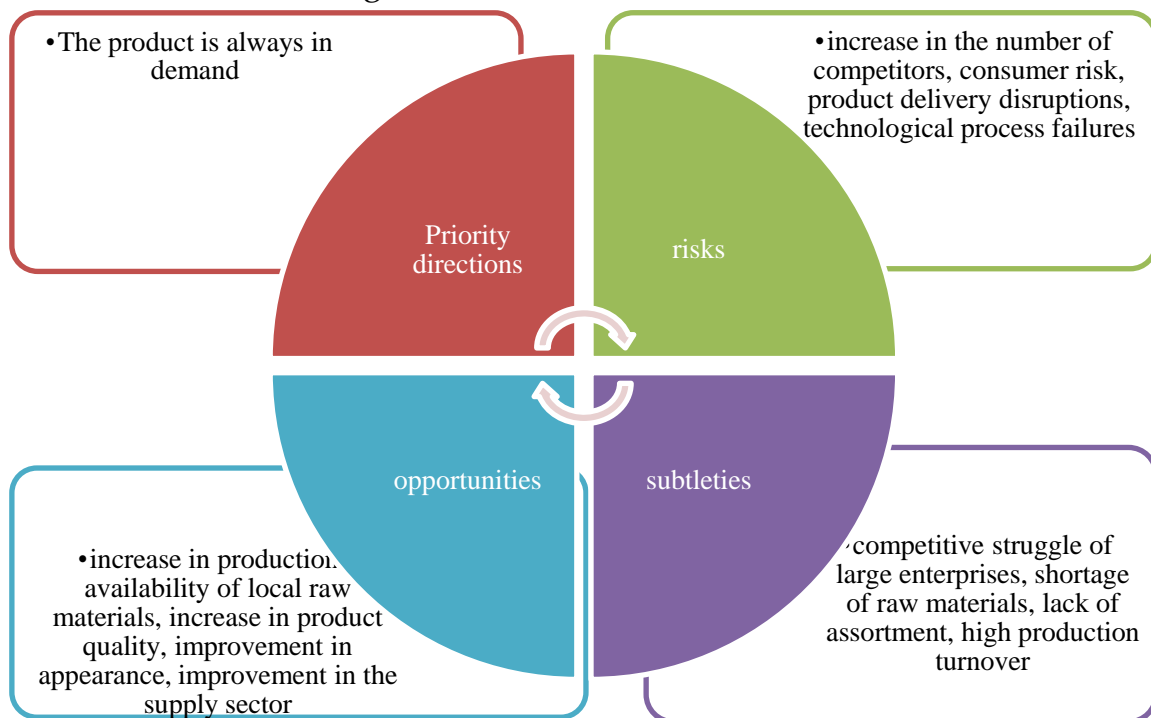 •The product is always in
demand
•increase in the number of
competitors, consumer risk,
product delivery disruptions,
technological process failures
Priority
directions
risks
opportunities
subtleties
•increase in production
availability of local raw
materials, increase in product
quality, improvement in
appearance, improvement in the
supply sector
competitive struggle of
large enterprises, shortage
of raw materials, lack of
assortment, high production
turnover